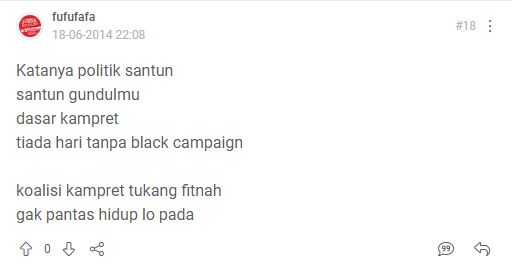 fufufafa
18-06-2014 22:08
#18
Katanya politik santun
santun gundulmu
dasar kampret
tiada hari tanpa black campaign
koalisi kampret tukang fitnah
gak pantas hidup lo pada
0